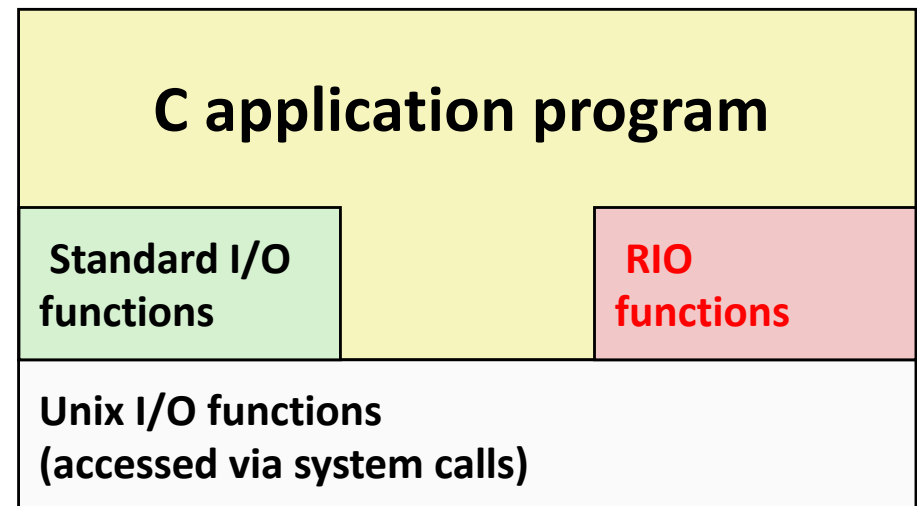 C application program
Standard I/O
functions
RIO
functions
Unix I/O functions
(accessed via system calls)